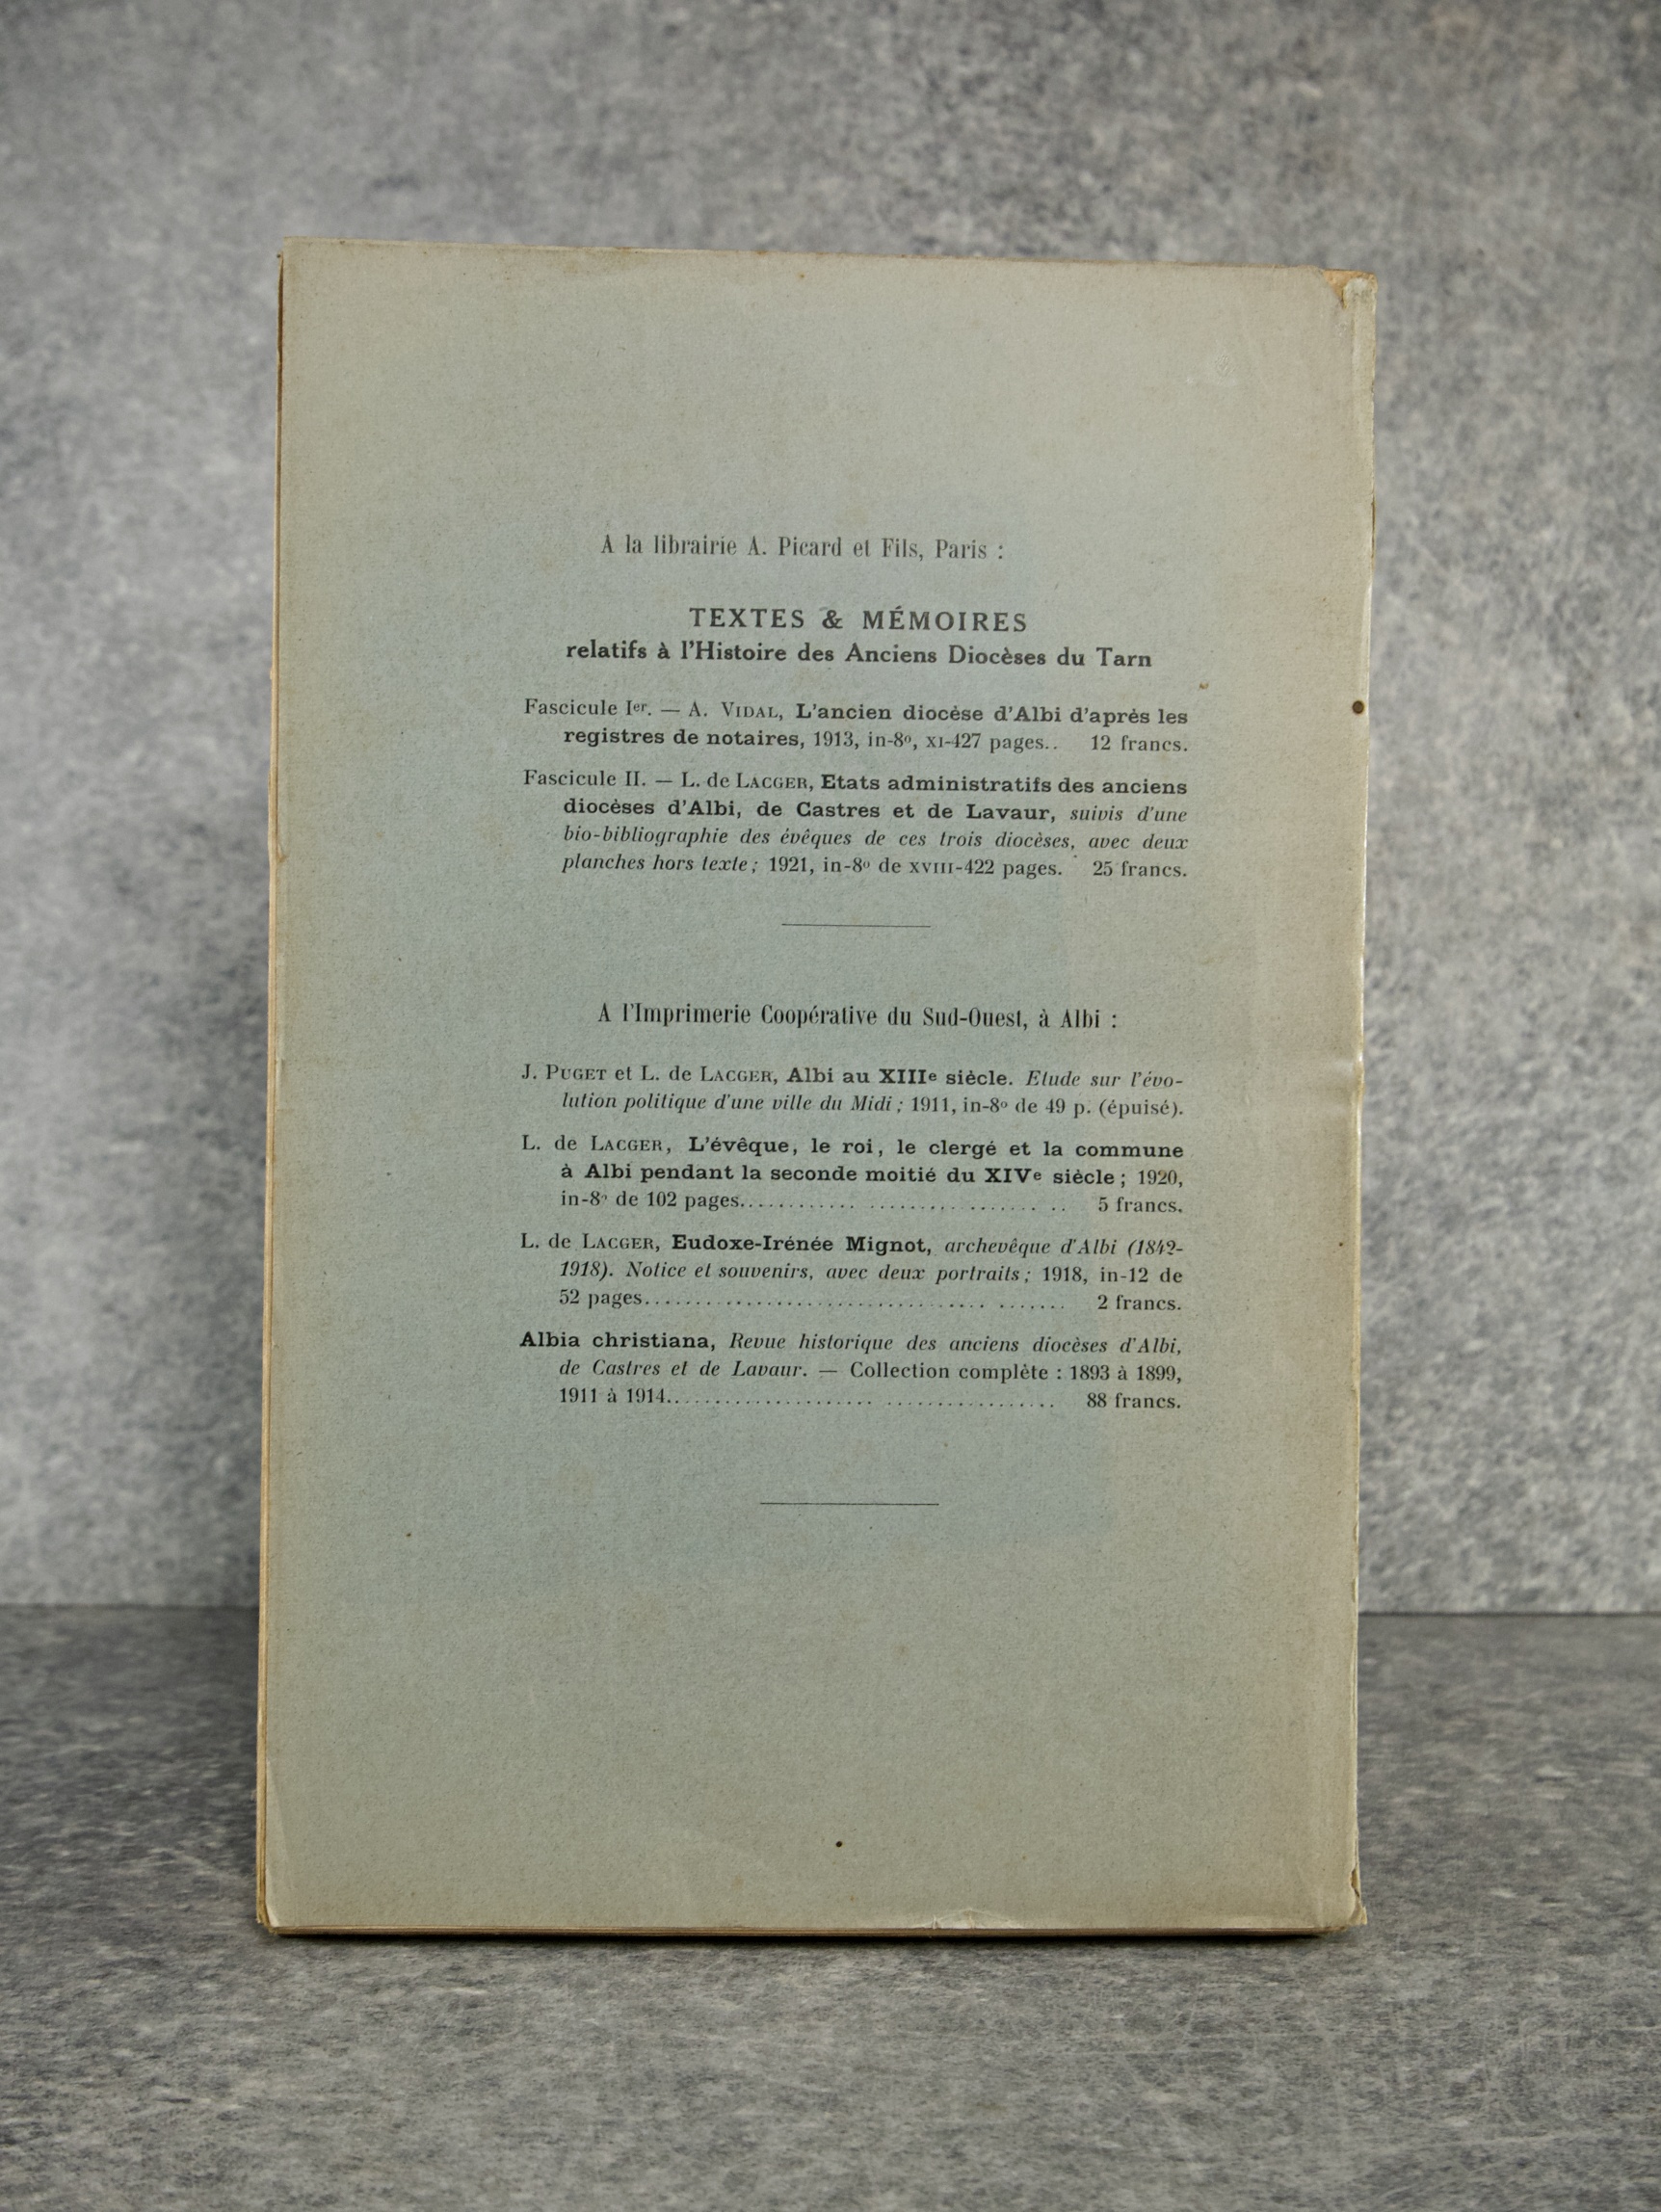 A la librairie A. Picard et Fils, Paris :
TEXTES & MÉMOIRES
relatifs à l'Histoire des Anciens Diocèses du Tarn
Fascicule Ier. — A. VIDAL, L'ancien diocèse d'Albi d'après les
registres de notaires, 1913, in-8º, XI-427 pages.. 12 francs.
Fascicule II. — L. de LACGER, Etats administratifs des anciens
diocèses d'Albi, de Castres et de Lavaur, suivis d'une
bio-bibliographie des évêques de ces trois diocèses, avec deux
planches hors texte ; 1921, in-8º de XVIII-422 pages. 25 francs.
A l'Imprimerie Coopérative du Sud-Ouest, à Albi :
J. PUGET et L. de LACGER, Albi au XIIIe siècle. Etude sur l'évo-
lution politique d'une ville du Midi ; 1911, in-8º de 49 p. (épuisé).
L. de LACGER, L'évêque, le roi, le clergé et la commune
à Albi pendant la seconde moitié du XIVe siècle ; 1920,
in-8º de 102 pages.............................. 5 francs.
L. de LACGER, Eudoxe-Irénée Mignot, archevêque d'Albi (1842-
1918). Notice et souvenirs, avec deux portraits ; 1918, in-12 de
52 pages........................................ 2 francs.
Albia christiana, Revue historique des anciens diocèses d'Albi,
de Castres et de Lavaur. — Collection complète : 1893 à 1899,
1911 à 1914..................................... 88 francs.